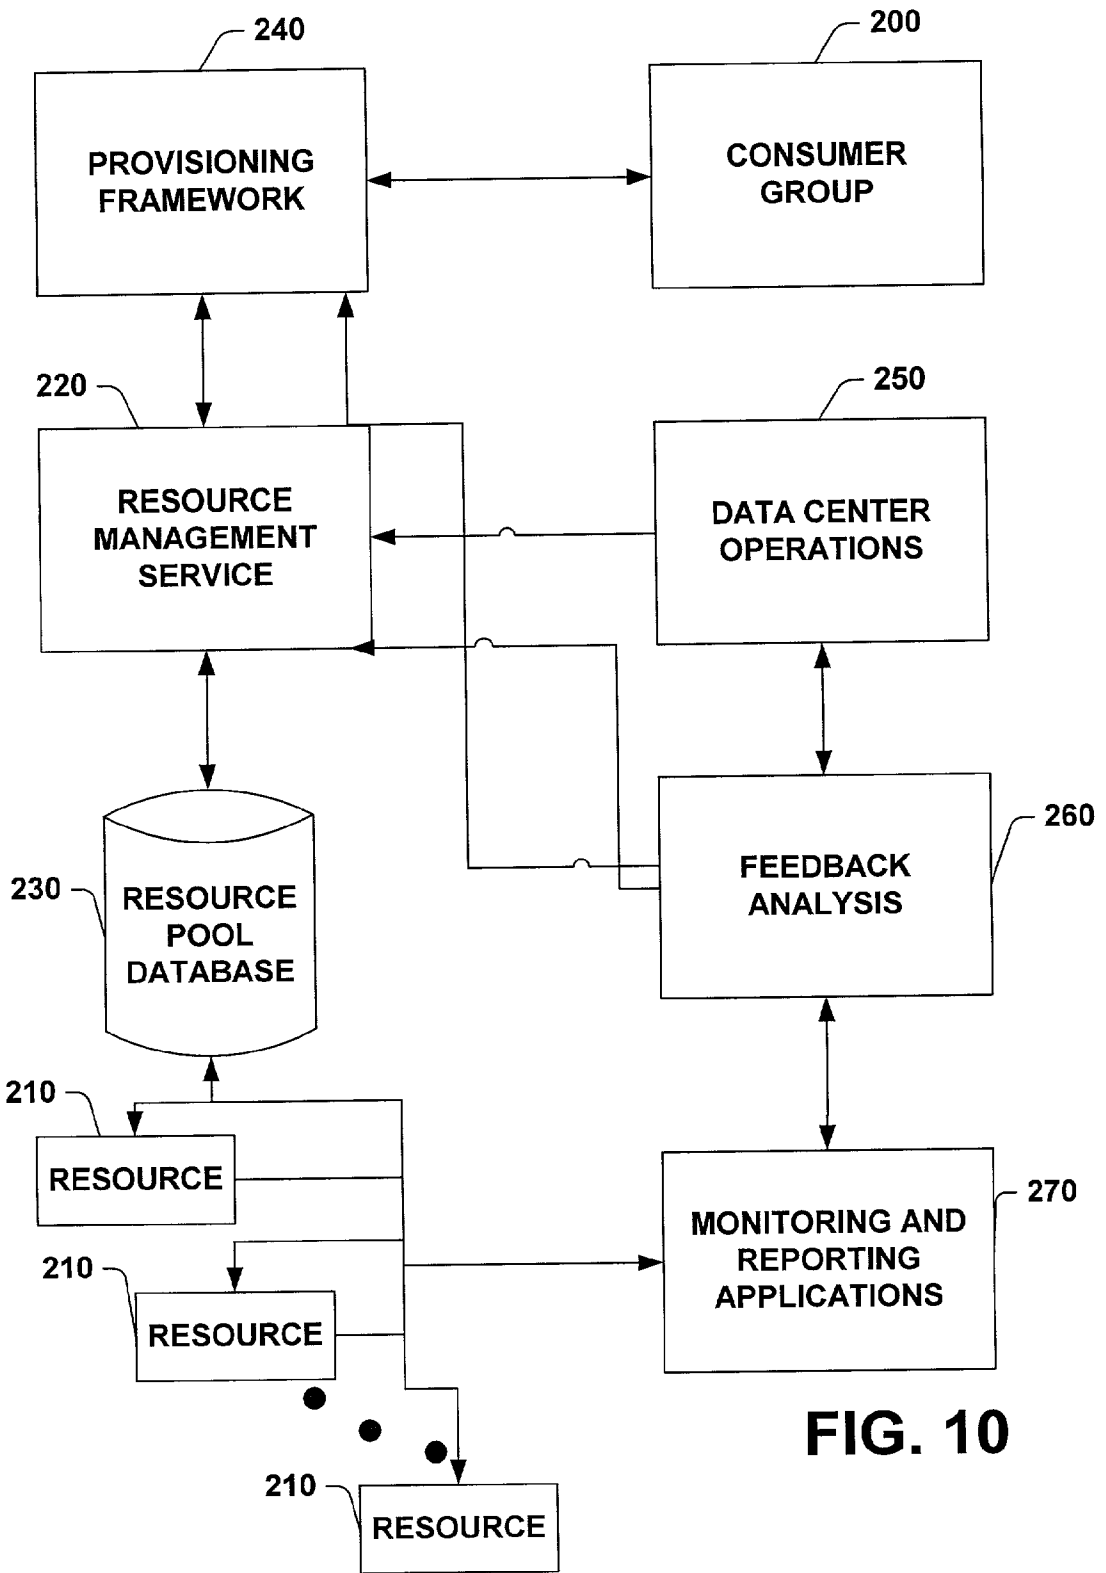 240
200
PROVISIONING
FRAMEWORK
CONSUMER
GROUP
220
250
RESOURCE
MANAGEMENT
SERVICE
DATA CENTER
OPERATIONS
260
FEEDBACK
ANALYSIS
230
RESOURCE
POOL
DATABASE
210
RESOURCE
270
MONITORING AND
REPORTING
APPLICATIONS
210
RESOURCE
FIG. 10
210
RESOURCE